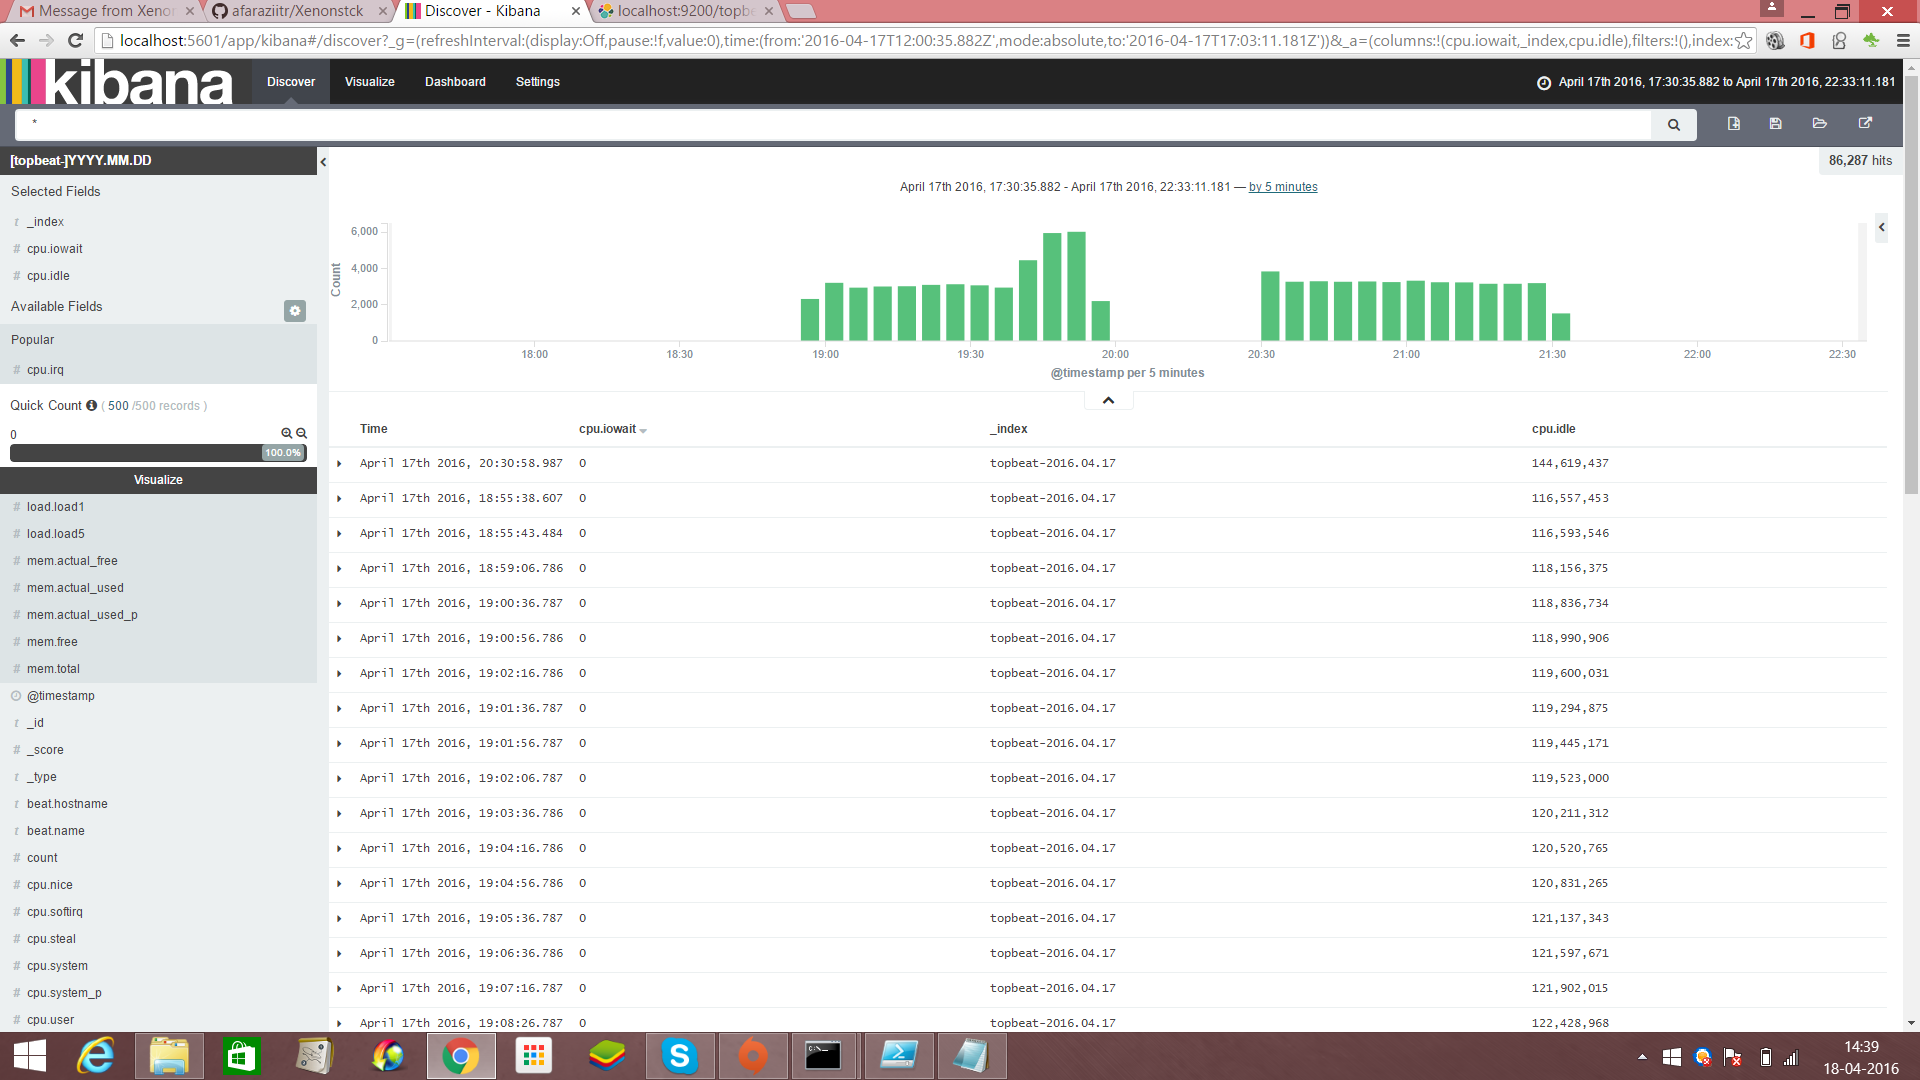 Message from Xenon
afaraziitr/Xenonstck
Discover - Kibana
localhost:9200/topbe
localhost:5601/app/kibana#/discover?_g=(refreshInterval:(display:Off,pause:!f,value:0),time:(from:'2016-04-17T12:00:35.882Z',mode:absolute,to:'2016-04-17T17:03:11.181Z'))&_a=(columns:!(cpu.iowait,_index,cpu.idle),filters:!(),index:
kibana
Discover
Visualize
Dashboard
Settings
April 17th 2016, 17:30:35.882 to April 17th 2016, 22:33:11.181
*
[topbeat-]YYYY.MM.DD
86,287 hits
Selected Fields
t _index
# cpu.iowait
# cpu.idle
Available Fields
Popular
# cpu.irq
Quick Count ( 500 /500 records )
0
100.0%
Visualize
# load.load1
# load.load5
# mem.actual_free
# mem.actual_used
# mem.actual_used_p
# mem.free
# mem.total
@timestamp
t _id
# _score
t _type
t beat.hostname
t beat.name
# count
# cpu.nice
# cpu.softirq
# cpu.steal
# cpu.system
# cpu.system_p
# cpu.user
April 17th 2016, 17:30:35.882 - April 17th 2016, 22:33:11.181 — by 5 minutes
Count
6,000
4,000
2,000
0
18:00 18:30 19:00 19:30 20:00 20:30 21:00 21:30 22:00 22:30
@timestamp per 5 minutes
Time cpu.iowait _index cpu.idle
April 17th 2016, 20:30:58.987 0 topbeat-2016.04.17 144,619,437
April 17th 2016, 18:55:38.607 0 topbeat-2016.04.17 116,557,453
April 17th 2016, 18:55:43.484 0 topbeat-2016.04.17 116,593,546
April 17th 2016, 18:59:06.786 0 topbeat-2016.04.17 118,156,375
April 17th 2016, 19:00:36.787 0 topbeat-2016.04.17 118,836,734
April 17th 2016, 19:00:56.786 0 topbeat-2016.04.17 118,990,906
April 17th 2016, 19:02:16.786 0 topbeat-2016.04.17 119,600,031
April 17th 2016, 19:01:36.787 0 topbeat-2016.04.17 119,294,875
April 17th 2016, 19:01:56.787 0 topbeat-2016.04.17 119,445,171
April 17th 2016, 19:02:06.787 0 topbeat-2016.04.17 119,523,000
April 17th 2016, 19:03:36.786 0 topbeat-2016.04.17 120,211,312
April 17th 2016, 19:04:16.786 0 topbeat-2016.04.17 120,520,765
April 17th 2016, 19:04:56.786 0 topbeat-2016.04.17 120,831,265
April 17th 2016, 19:05:36.787 0 topbeat-2016.04.17 121,137,343
April 17th 2016, 19:06:36.786 0 topbeat-2016.04.17 121,597,671
April 17th 2016, 19:07:16.787 0 topbeat-2016.04.17 121,902,015
April 17th 2016, 19:08:26.787 0 topbeat-2016.04.17 122,428,968
14:39
18-04-2016